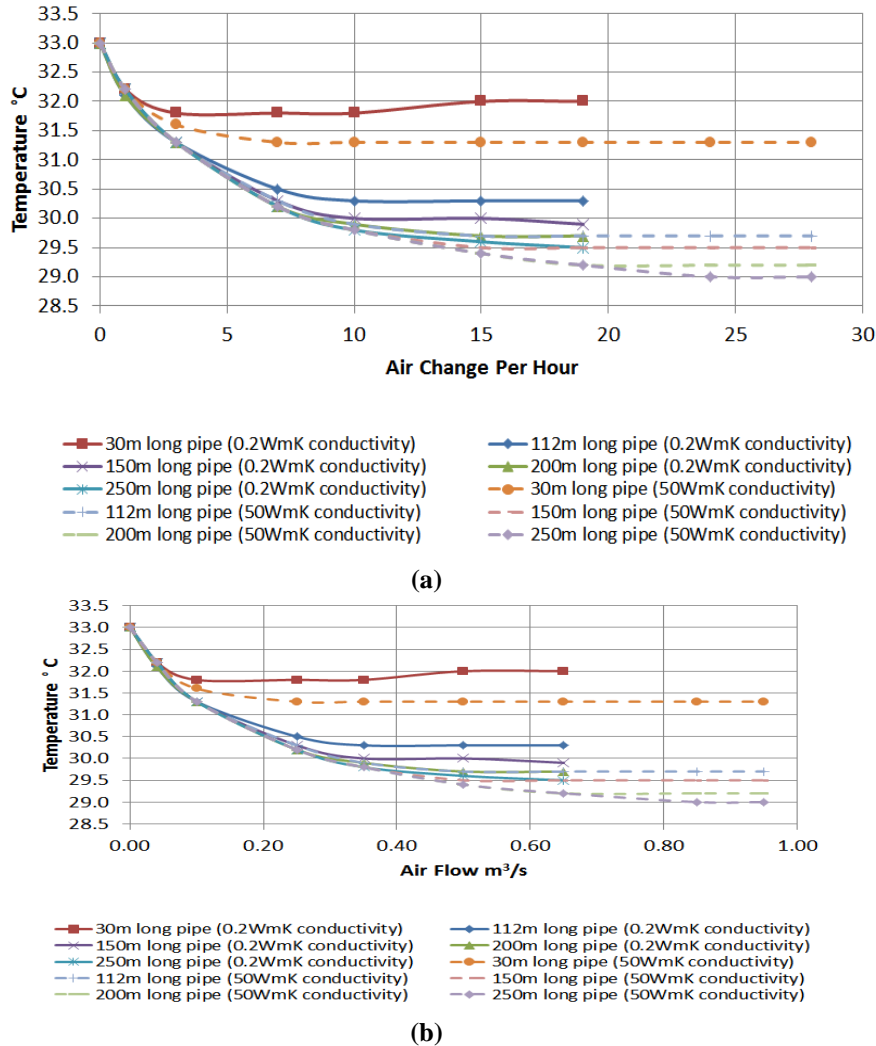 33.5
33.0
32.5
32.0
31.5
31.0
30.5
30.0
29.5
29.0
28.5
Temperature ˚C
0 5 10 15 20 25 30
Air Change Per Hour
30m long pipe (0.2WmK conductivity) 112m long pipe (0.2WmK conductivity)
150m long pipe (0.2WmK conductivity) 200m long pipe (0.2WmK conductivity)
250m long pipe (0.2WmK conductivity) 30m long pipe (50WmK conductivity)
112m long pipe (50WmK conductivity) 150m long pipe (50WmK conductivity)
200m long pipe (50WmK conductivity) 250m long pipe (50WmK conductivity)
(a)
33.5
33.0
32.5
32.0
31.5
31.0
30.5
30.0
29.5
29.0
28.5
Temperature ˚C
0.00 0.20 0.40 0.60 0.80 1.00
Air Flow m³/s
30m long pipe (0.2WmK conductivity) 112m long pipe (0.2WmK conductivity)
150m long pipe (0.2WmK conductivity) 200m long pipe (0.2WmK conductivity)
250m long pipe (0.2WmK conductivity) 30m long pipe (50WmK conductivity)
112m long pipe (50WmK conductivity) 150m long pipe (50WmK conductivity)
200m long pipe (50WmK conductivity) 250m long pipe (50WmK conductivity)
(b)